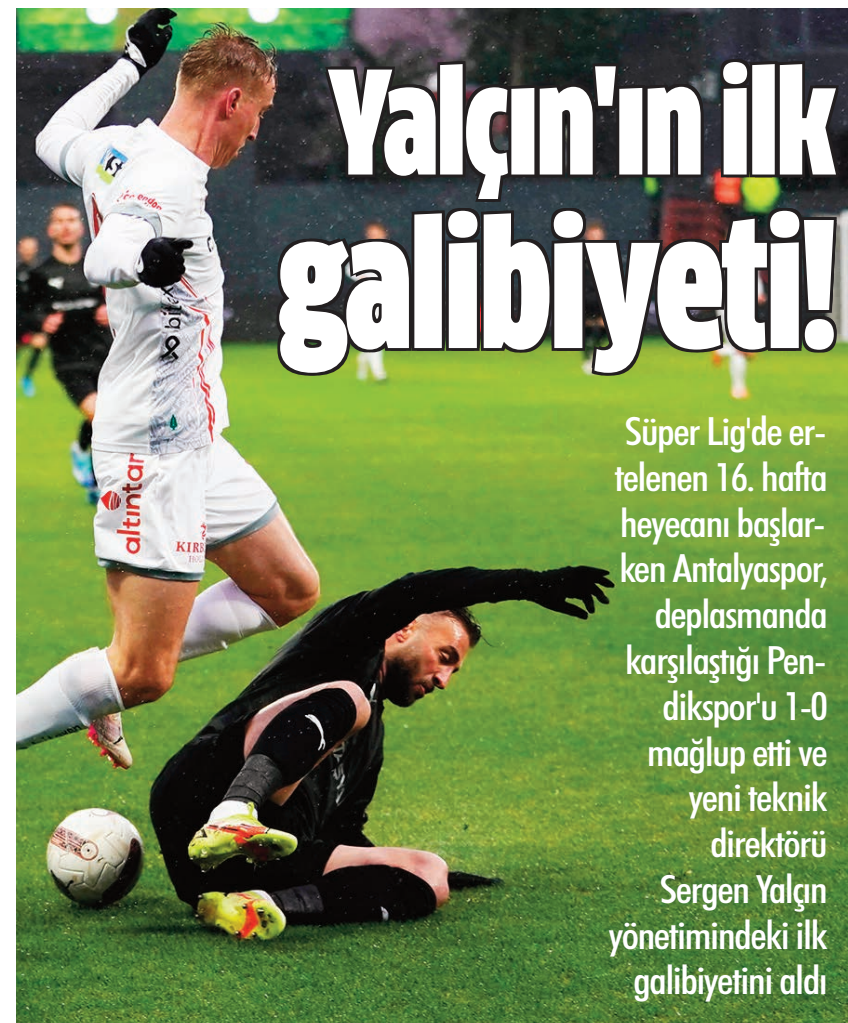 Yalçın'ın ilk
galibiyeti!
Süper Lig'de er-
telenen 16. hafta
heyecanı başlar-
ken Antalyaspor,
deplasmanda
karşılaştığı Pen-
dikspor'u 1-0
mağlup etti ve
yeni teknik
direktörü
Sergen Yalçın
yönetimindeki ilk
galibiyetini aldı
altıntar